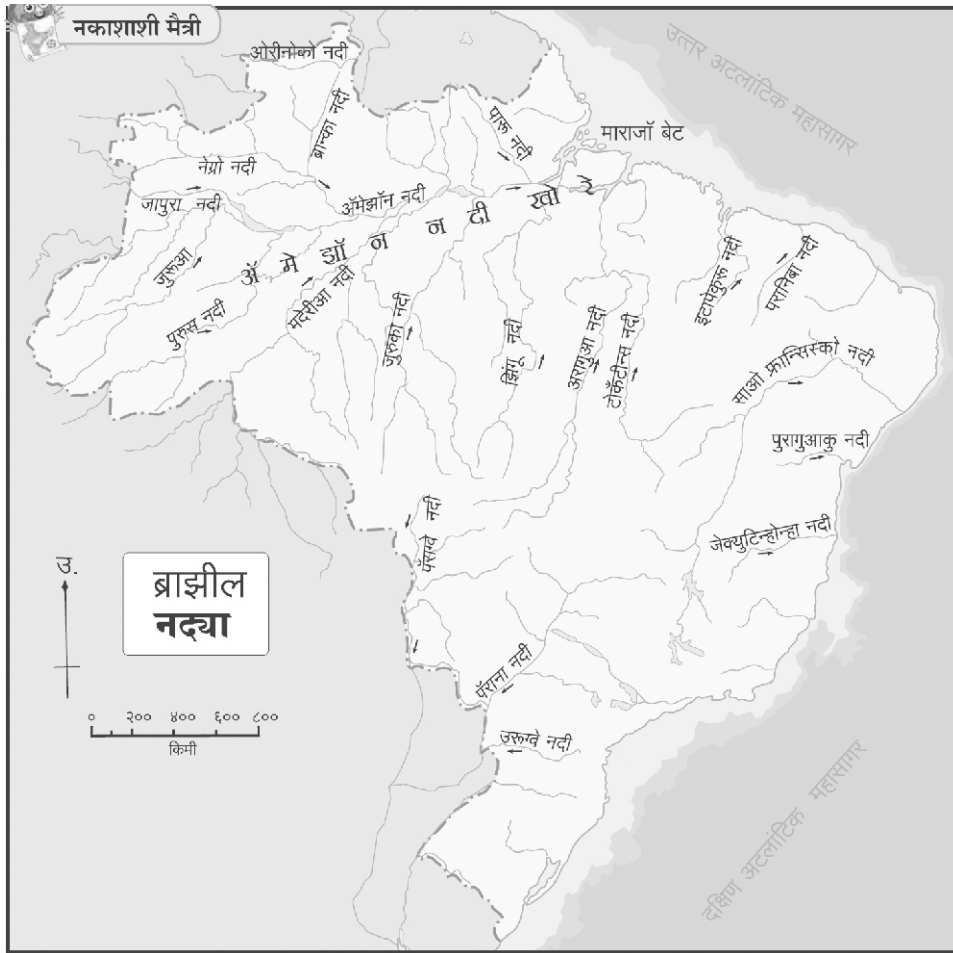 नकाशाशी मैत्री
उत्तर अटलांटिक महासागर
ओरीनोको नदी
ब्रान्का नदी
पारू नदी
माराजॉ बेट
नेग्रो नदी
जापुरा नदी
ॲमेझॉन नदी
ॲमेझॉन नदी खोरे
जुरूआ
पुरुस नदी
मदेरीआ नदी
जुरुका नदी
झिंगू नदी
अरागुआ नदी
टोकँटीन्स नदी
इटापेकुरू नदी
परानिबा नदी
साओ फ्रान्सिस्को नदी
पुरागुआकु नदी
पॅराग्वे नदी
जेक्युटिन्होन्हा नदी
उ.
ब्राझील
नद्या
पॅराना नदी
० २०० ४०० ६०० ८००
किमी
उरूग्वे नदी
दक्षिण अटलांटिक महासागर